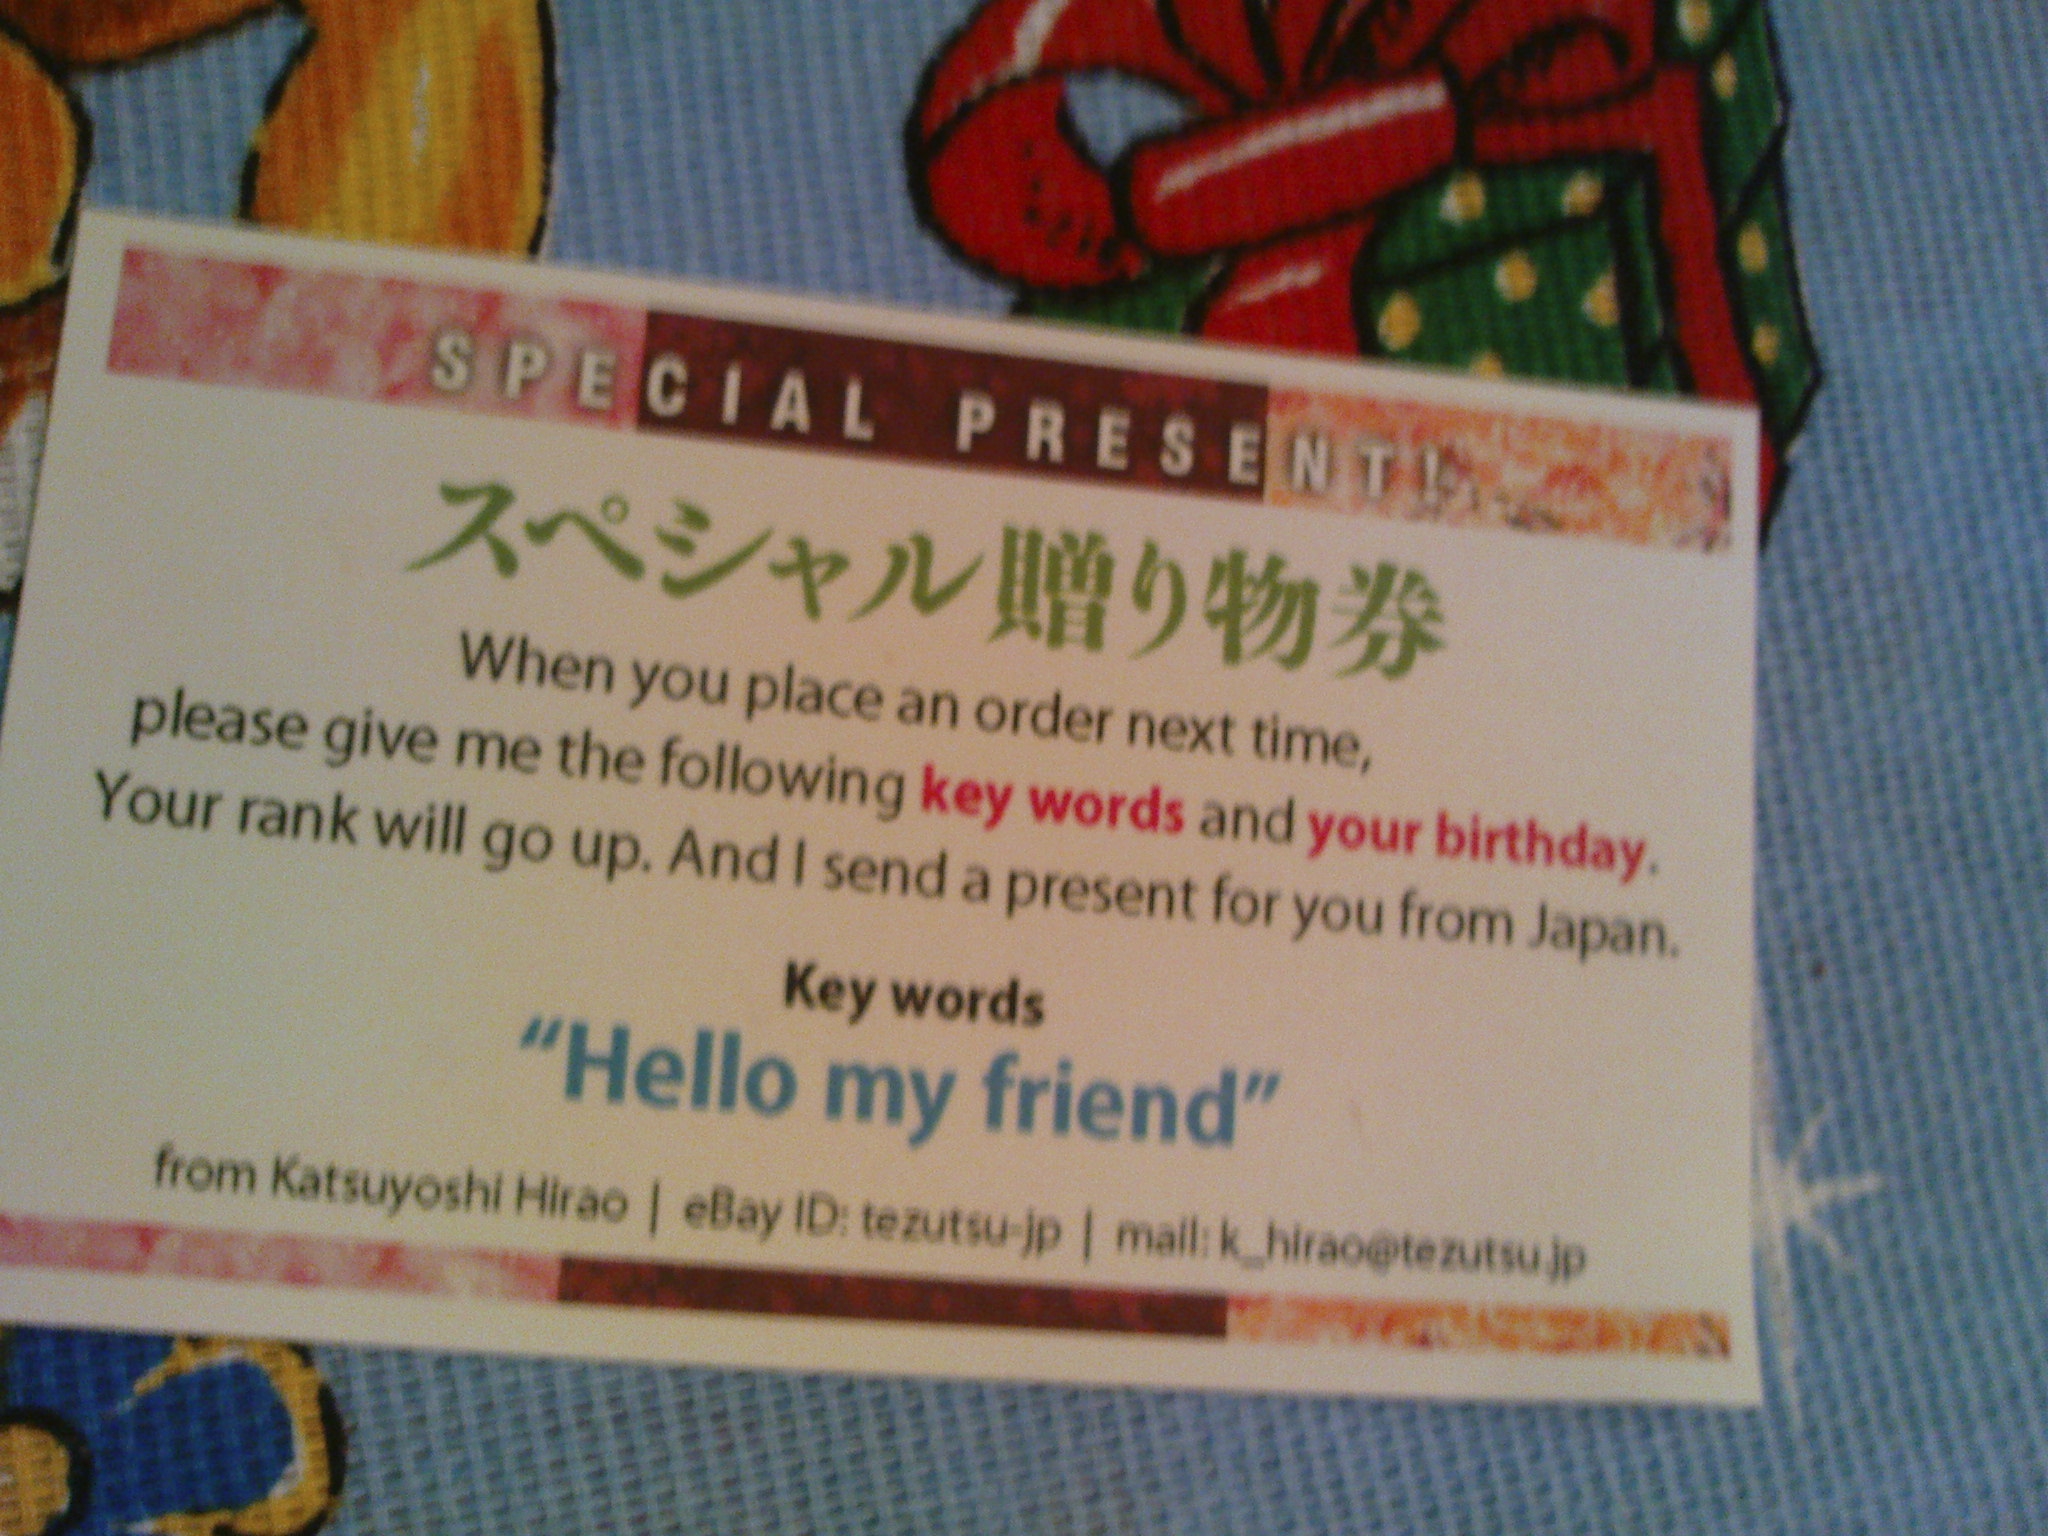 SPECIAL PRESENT!
スペシャル贈り物券
When you place an order next time,
please give me the following key words and your birthday.
Your rank will go up. And I send a present for you from Japan.
Key words
“Hello my friend”
from Katsuyoshi Hirao | eBay ID: tezutsu-jp | mail: k_hirao@tezutsu.jp